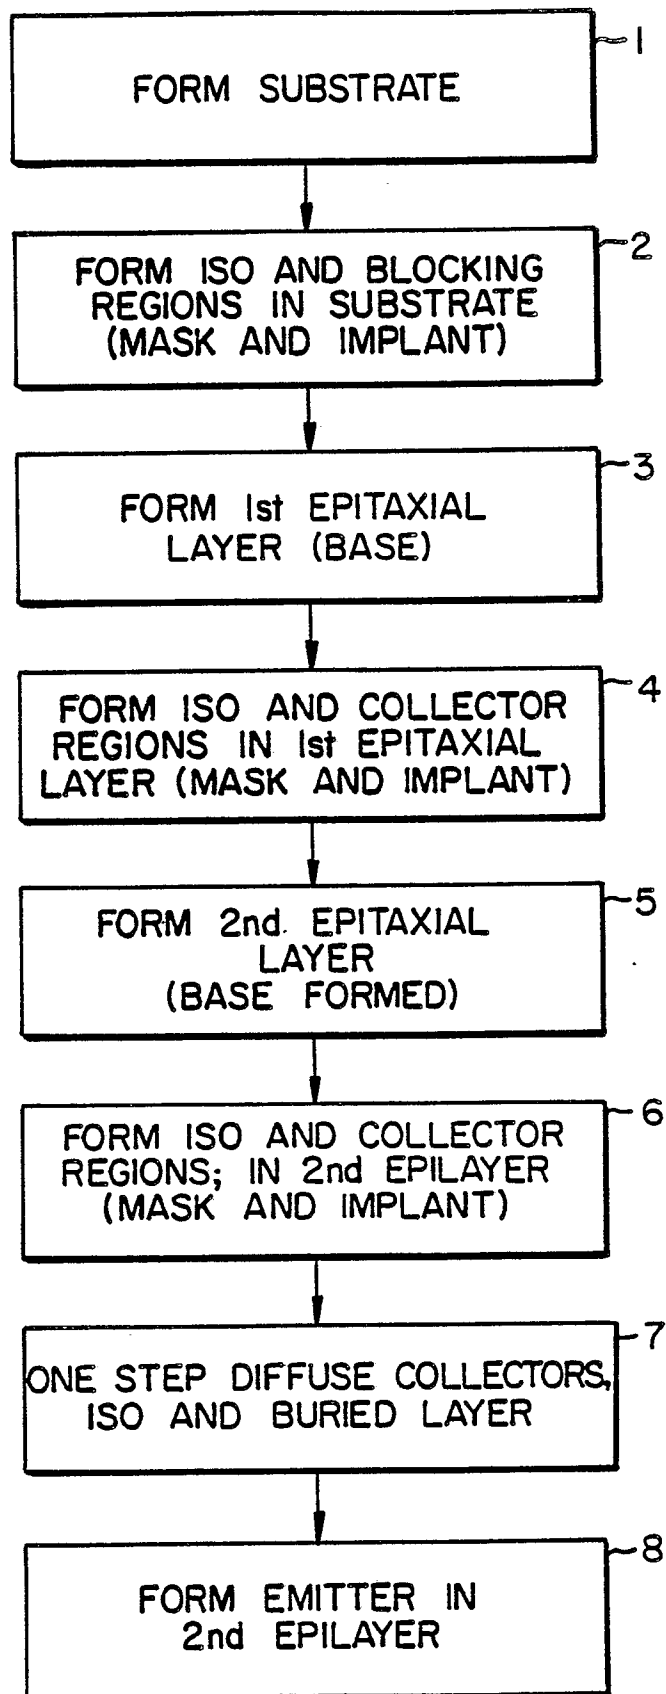 1
FORM SUBSTRATE
2
FORM ISO AND BLOCKING
REGIONS IN SUBSTRATE
(MASK AND IMPLANT)
3
FORM 1st EPITAXIAL
LAYER (BASE)
4
FORM ISO AND COLLECTOR
REGIONS IN 1st EPITAXIAL
LAYER (MASK AND IMPLANT)
5
FORM 2nd. EPITAXIAL
LAYER
(BASE FORMED)
6
FORM ISO AND COLLECTOR
REGIONS; IN 2nd EPILAYER
(MASK AND IMPLANT)
7
ONE STEP DIFFUSE COLLECTORS,
ISO AND BURIED LAYER
8
FORM EMITTER IN
2nd EPILAYER